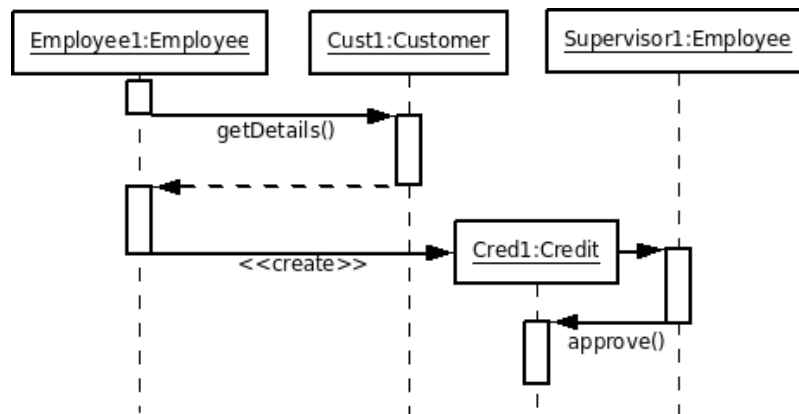 Employee1:Employee
Cust1:Customer
Supervisor1:Employee
getDetails()
Cred1:Credit
<<create>>
approve()